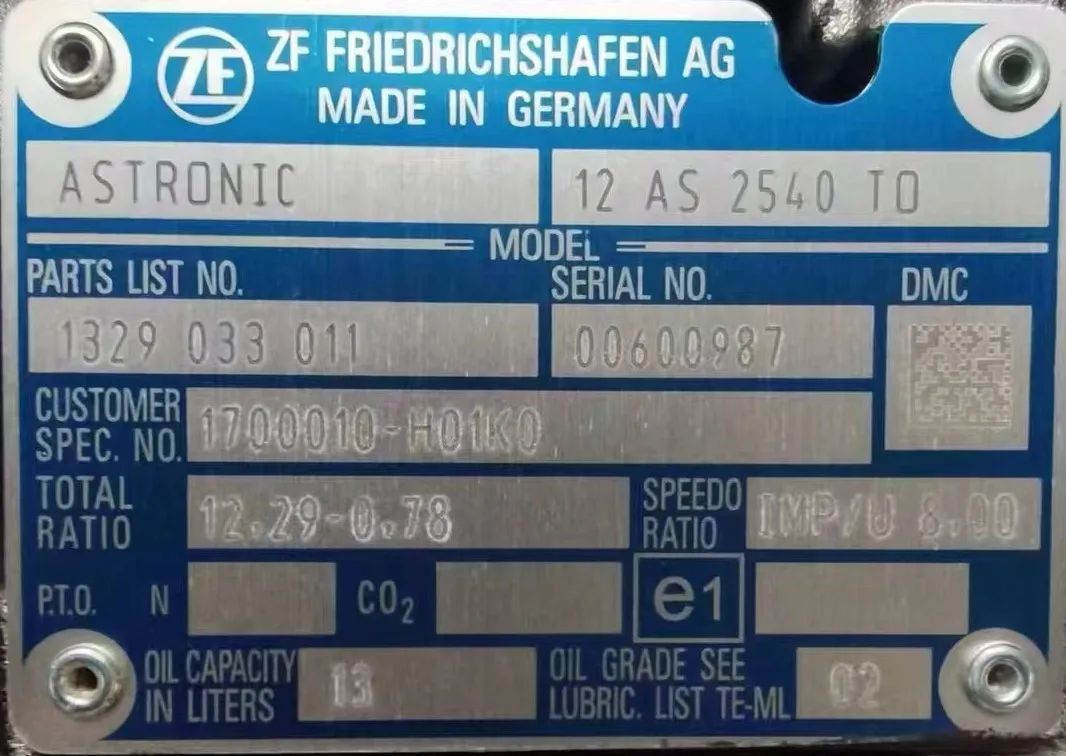 ZF ZF FRIEDRICHSHAFEN AG
MADE IN GERMANY
ASTRONIC 12 AS 2540 TO
MODEL
PARTS LIST NO. SERIAL NO. DMC
1329 033 011 00600987
CUSTOMER
SPEC. NO. 1700010-H01K0
TOTAL
RATIO 12.29-0.78 SPEEDO
RATIO IMP/U 6.00
P.T.O. N CO2 e1
OIL CAPACITY
IN LITERS 13 OIL GRADE SEE
LUBRIC. LIST TE-ML 02